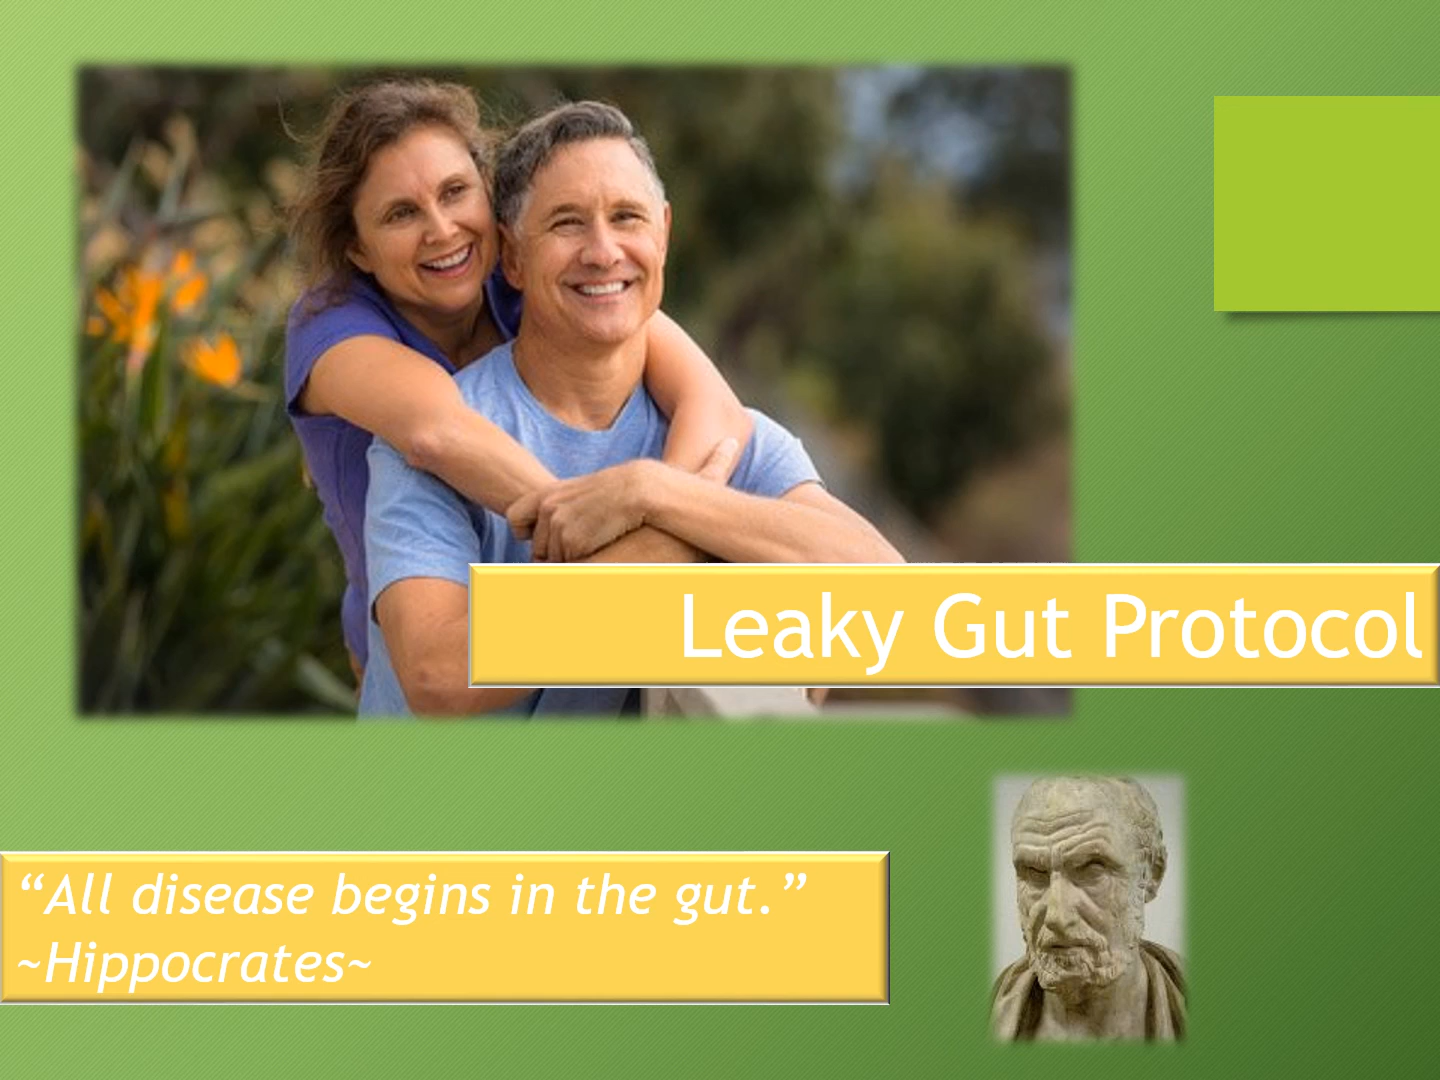 Leaky Gut Protocol
“All disease begins in the gut.”
~Hippocrates~